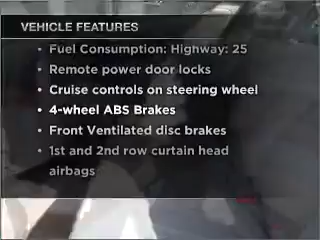 VEHICLE FEATURES
• Fuel Consumption: Highway: 25
• Remote power door locks
• Cruise controls on steering wheel
• 4-wheel ABS Brakes
• Front Ventilated disc brakes
• 1st and 2nd row curtain head
airbags